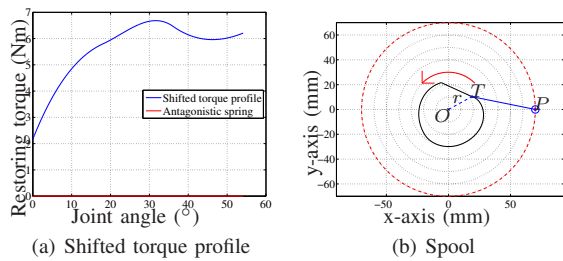 Restoring torque (Nm)
7
6
5
4
3
2
1
0
0 10 20 30 40 50 60
Shifted torque profile
Antagonistic spring
Joint angle (°)
(a) Shifted torque profile
y-axis (mm)
60
40
20
0
-20
-40
-60
-50 0 50
O r T P
x-axis (mm)
(b) Spool